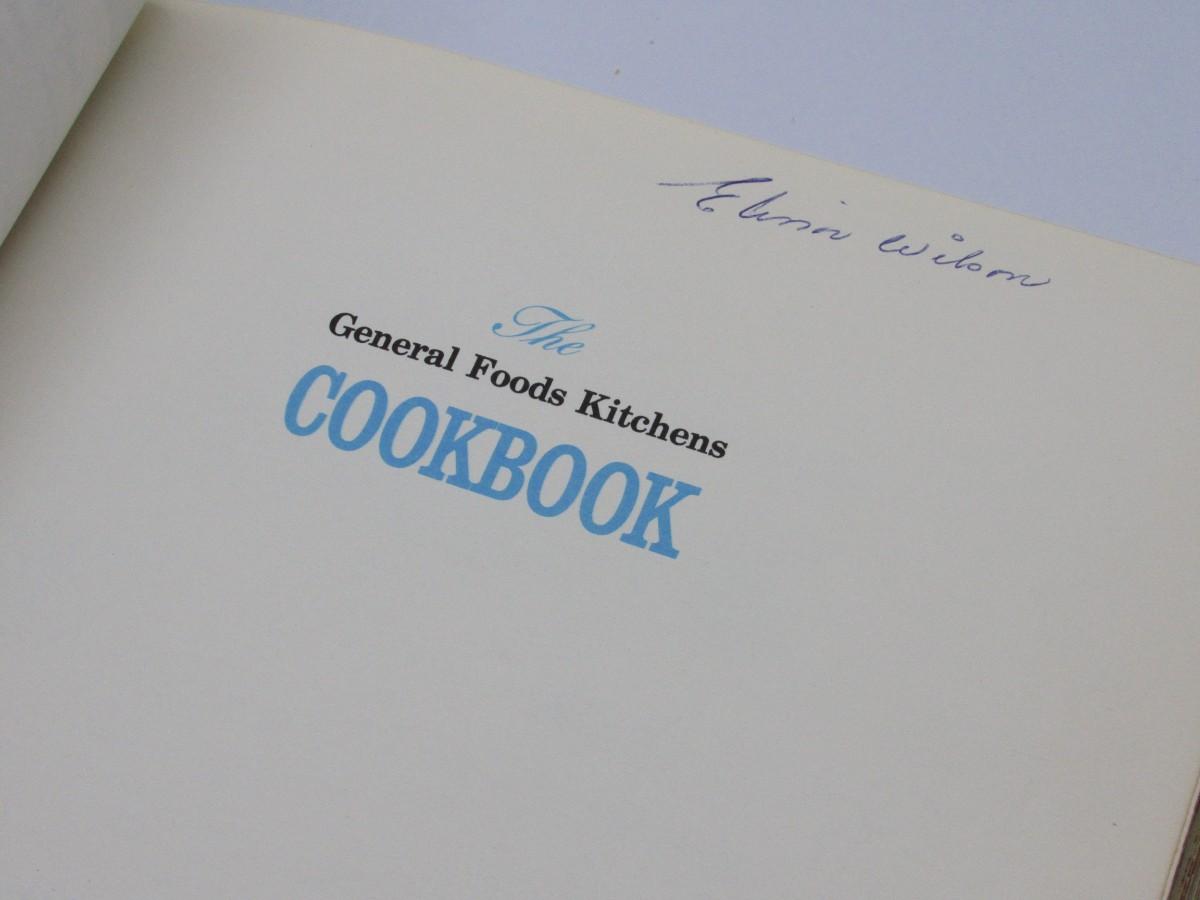 Wilson
The
General Foods Kitchens
COOKBOOK